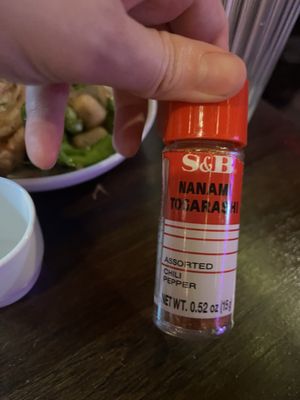 S&B
S&B
NANAMI
TOGARASHI
ASSORTED
CHILI
PEPPER
NET WT. 0.52 oz (15g